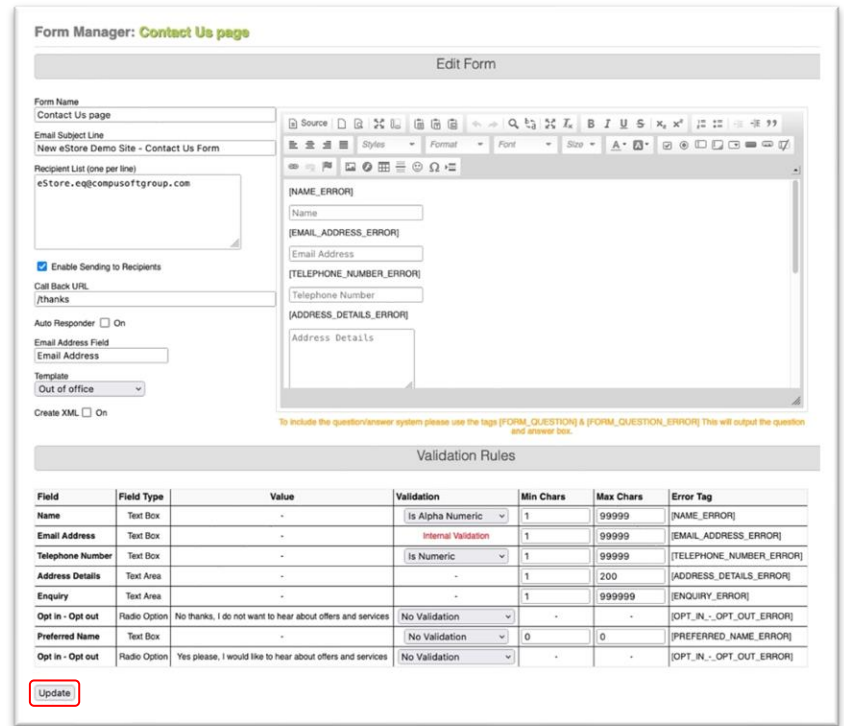 Form Manager: Contact Us page
Edit Form
Form Name
Contact Us page
Email Subject Line
New eStore Demo Site - Contact Us Form
Recipient List (one per line)
eStore.eq@compusoftgroup.com
Enable Sending to Recipients
Call Back URL
/thanks
Auto Responder On
Email Address Field
Email Address
Template
Out of office
Create XML On
Source B I U S
Styles Format Font Size
[NAME_ERROR]
Name
[EMAIL_ADDRESS_ERROR]
Email Address
[TELEPHONE_NUMBER_ERROR]
Telephone Number
[ADDRESS_DETAILS_ERROR]
Address Details
To include the question/answer system please use the tags [FORM_QUESTION] & [FORM_QUESTION_ERROR] This will output the question
and answer box.
Validation Rules
Field Field Type Value Validation Min Chars Max Chars Error Tag
Name Text Box - Is Alpha Numeric 1 99999 [NAME_ERROR]
Email Address Text Box - Internal Validation 1 99999 [EMAIL_ADDRESS_ERROR]
Telephone Number Text Box - Is Numeric 1 99999 [TELEPHONE_NUMBER_ERROR]
Address Details Text Area - - 1 200 [ADDRESS_DETAILS_ERROR]
Enquiry Text Area - - 1 999999 [ENQUIRY_ERROR]
Opt in - Opt out Radio Option No thanks, I do not want to hear about offers and services No Validation - - [OPT_IN_-_OPT_OUT_ERROR]
Preferred Name Text Box - No Validation 0 0 [PREFERRED_NAME_ERROR]
Opt in - Opt out Radio Option Yes please, I would like to hear about offers and services No Validation - - [OPT_IN_-_OPT_OUT_ERROR]
Update